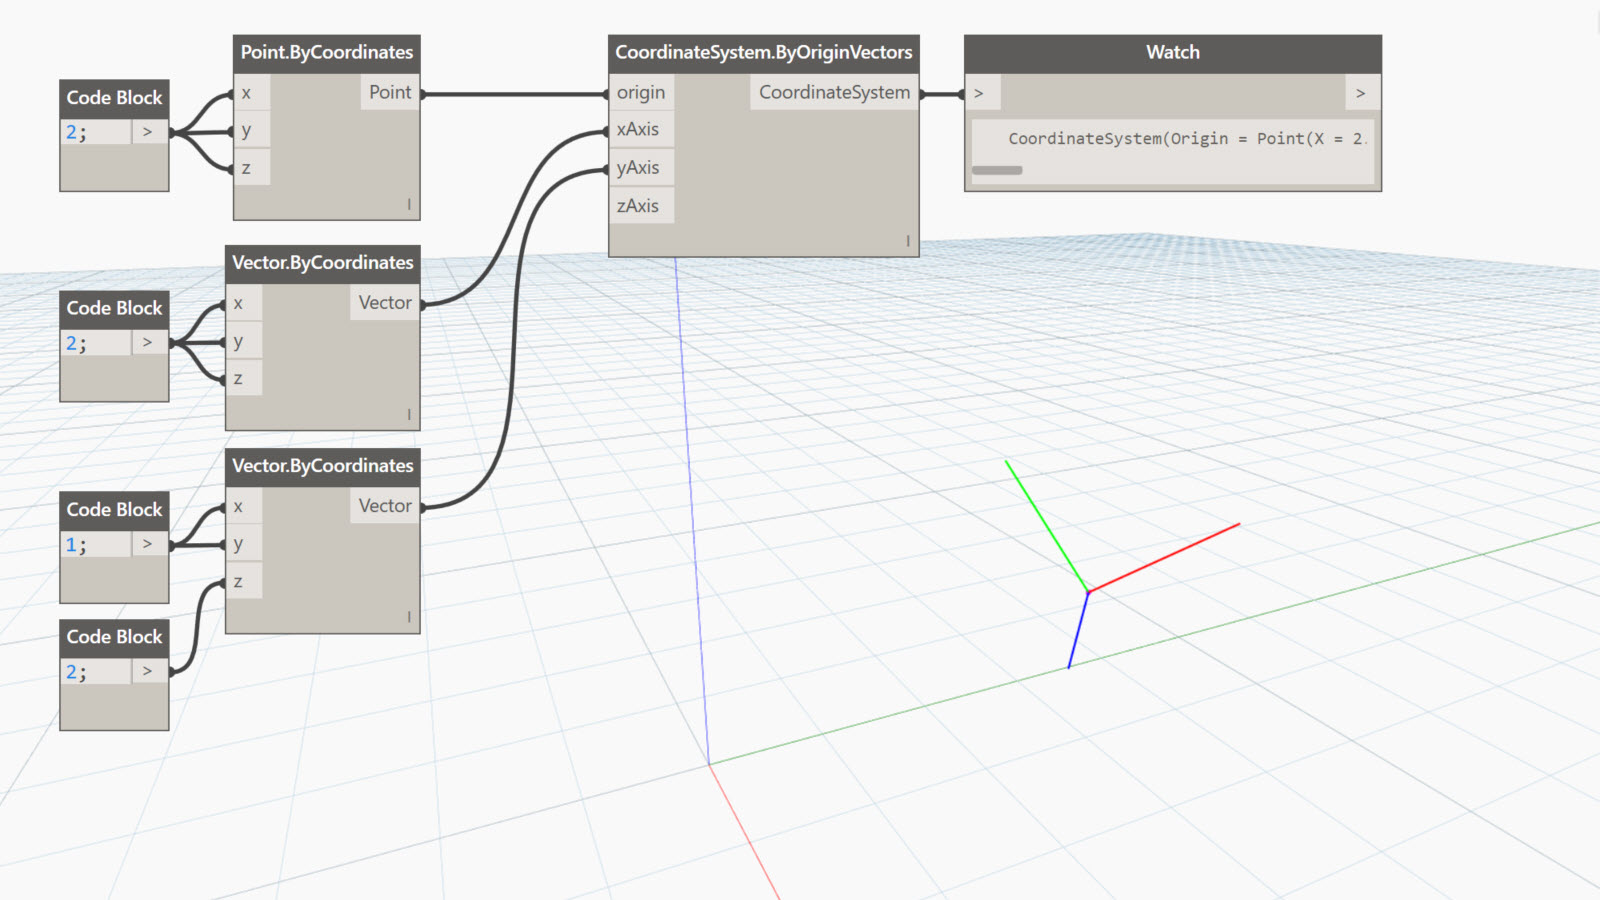 Code Block
2; >
Point.ByCoordinates
x Point
y
z
l
Code Block
2; >
Vector.ByCoordinates
x Vector
y
z
l
Code Block
1; >
Code Block
2; >
Vector.ByCoordinates
x Vector
y
z
l
CoordinateSystem.ByOriginVectors
origin CoordinateSystem
xAxis
yAxis
zAxis
l
Watch
> >
CoordinateSystem(Origin = Point(X = 2.